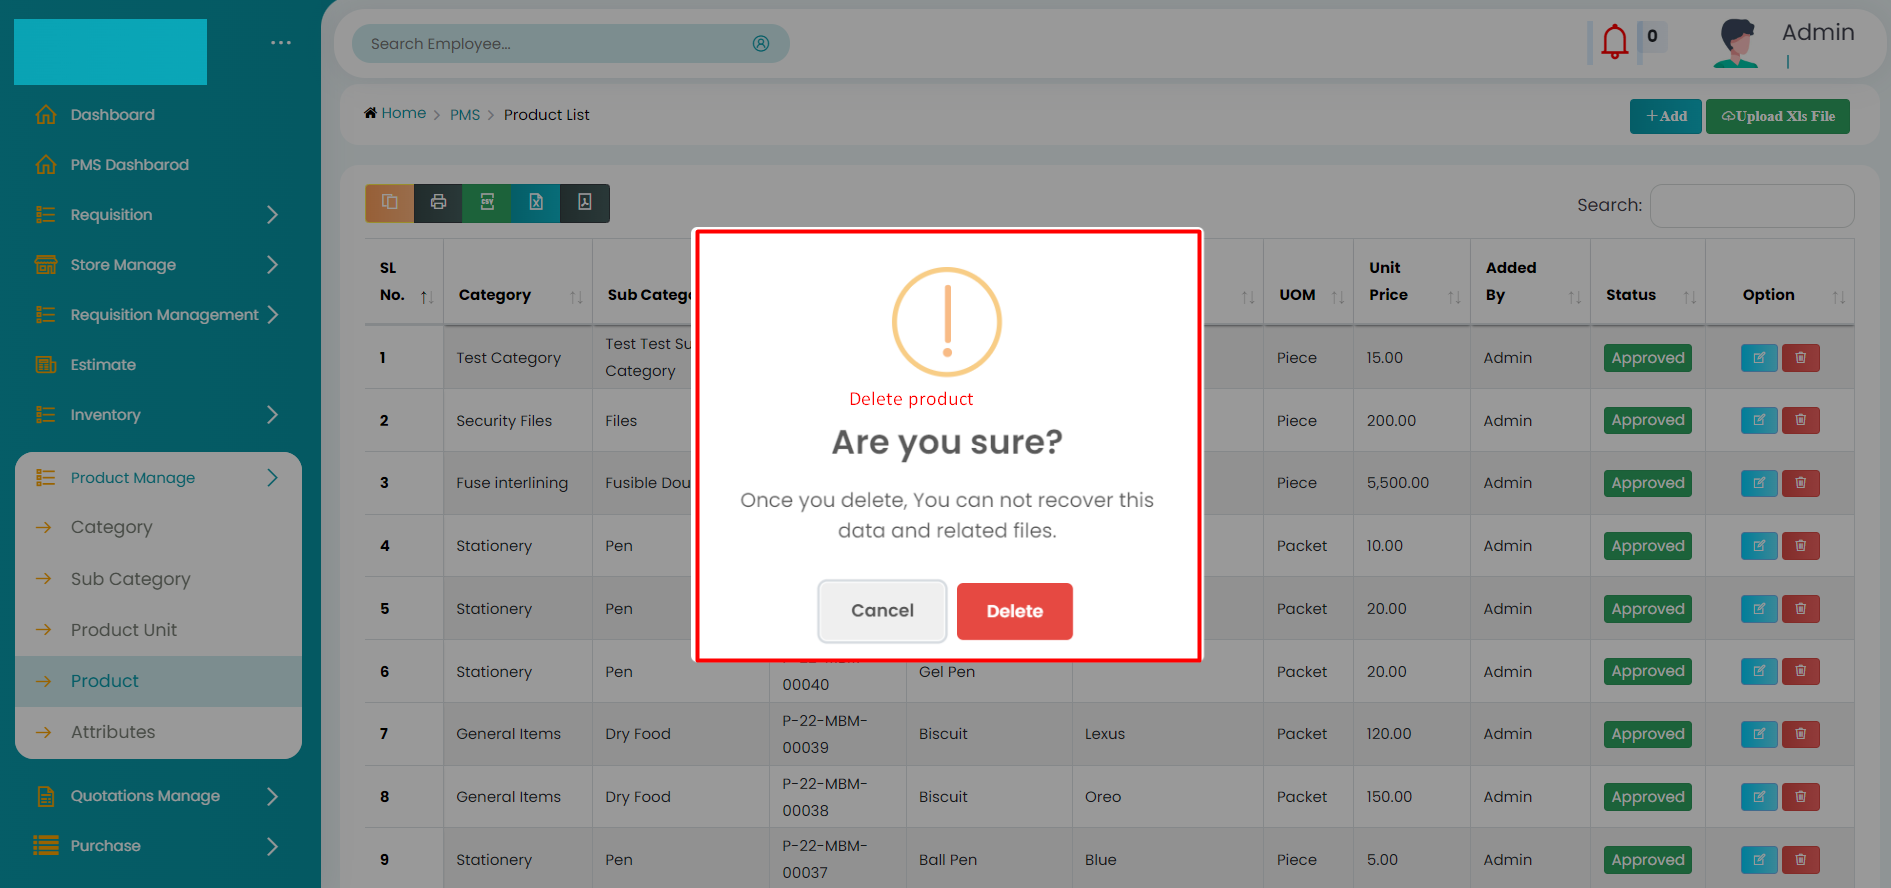 Search Employee...
0
Admin
Dashboard
PMS Dashbarod
Requisition
Store Manage
Requisition Management
Estimate
Inventory
Product Manage
Category
Sub Category
Product Unit
Product
Attributes
Quotations Manage
Purchase
Home > PMS > Product List
+Add
Upload Xls File
CSV
Search:
SL No. Category UOM Unit Price Added By Status Option
1 Test Category Category Piece 15.00 Admin Approved
2 Security Files Files Piece 200.00 Admin Approved
3 Fuse interlining Fusible Piece 5,500.00 Admin Approved
4 Stationery Pen Packet 10.00 Admin Approved
5 Stationery Pen Packet 20.00 Admin Approved
6 Stationery Pen 00040 Gel Pen Packet 20.00 Admin Approved
7 General Items Dry Food P-22-MBM-00039 Biscuit Lexus Packet 120.00 Admin Approved
8 General Items Dry Food P-22-MBM-00038 Biscuit Oreo Packet 150.00 Admin Approved
9 Stationery Pen P-22-MBM-00037 Ball Pen Blue Piece 5.00 Admin Approved
Delete product
Are you sure?
Once you delete, You can not recover this
data and related files.
Cancel
Delete